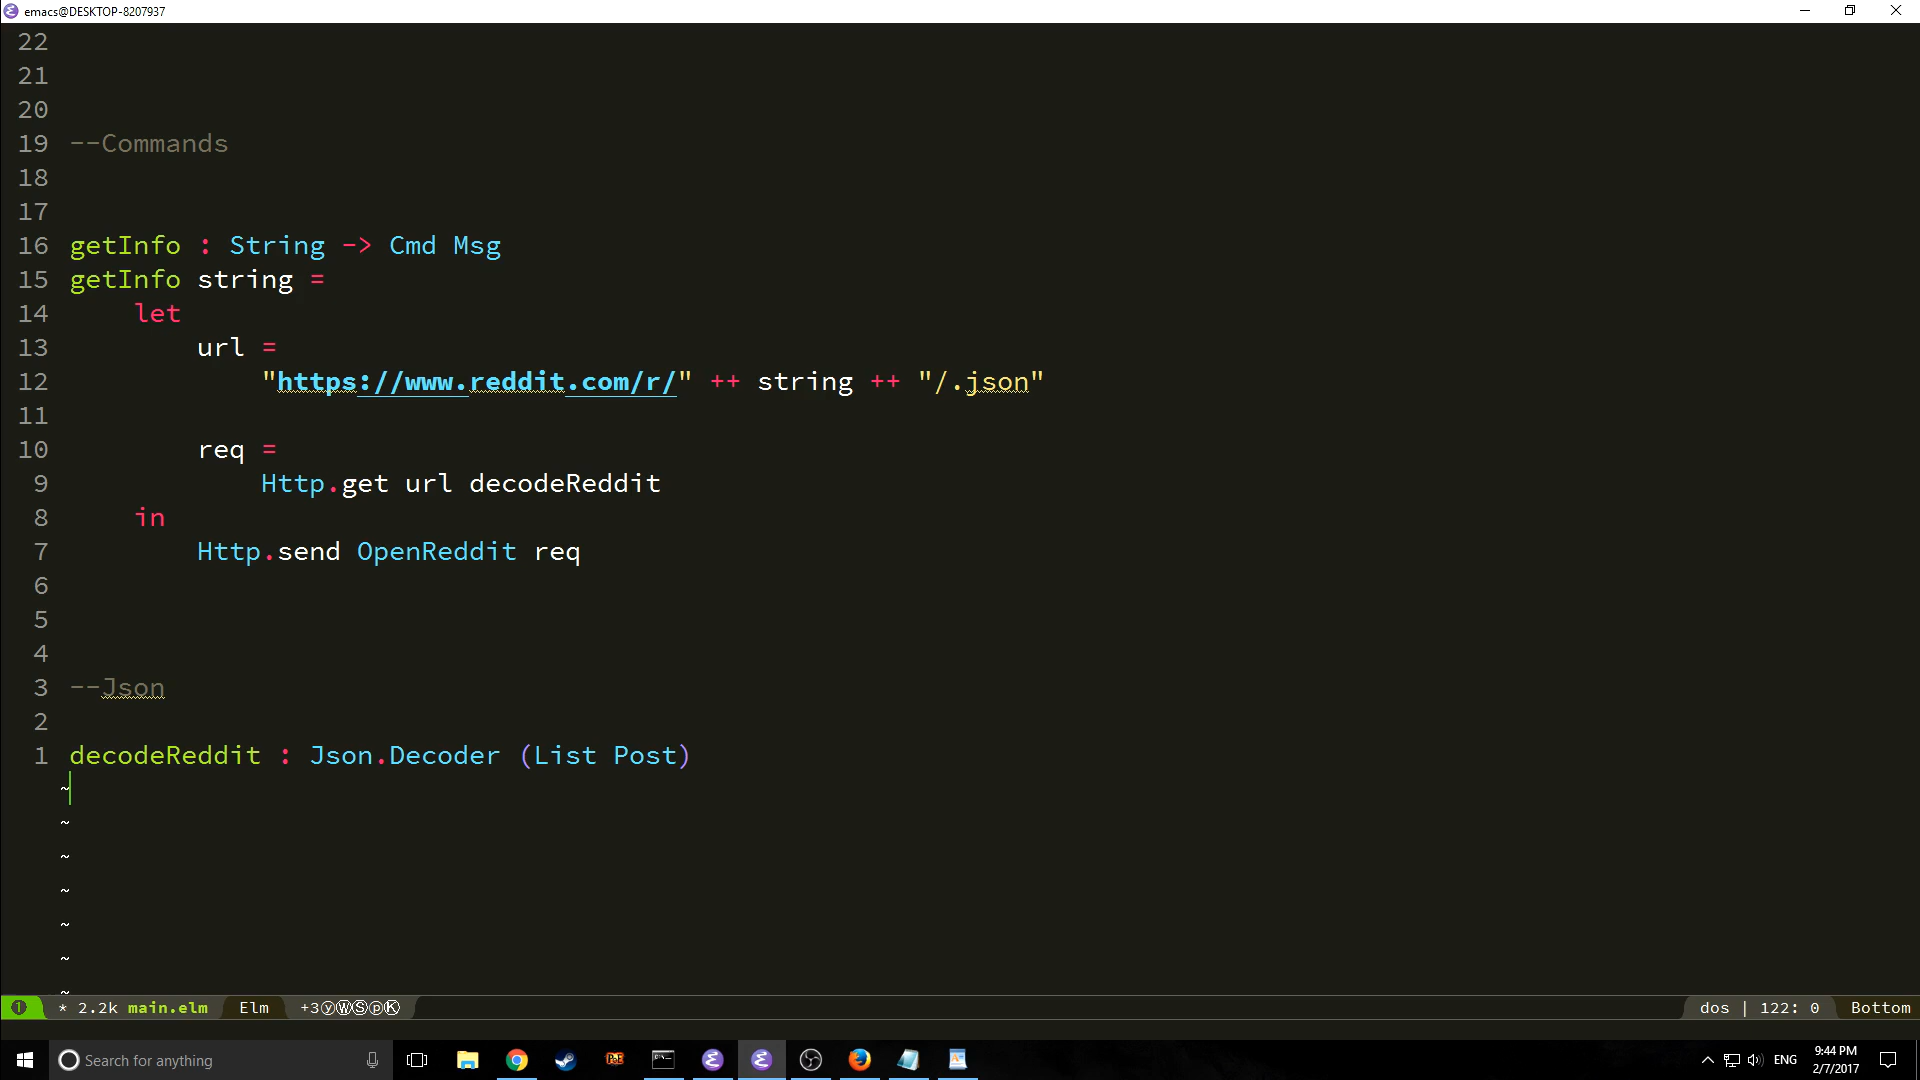 emacs@DESKTOP-8207937
22
21
20
19 --Commands
18
17
16 getInfo : String -> Cmd Msg
15 getInfo string =
14     let
13         url =
12             "https://www.reddit.com/r/" ++ string ++ "/.json"
11
10         req =
9             Http.get url decodeReddit
8     in
7         Http.send OpenReddit req
6
5
4
3 --Json
2
1 decodeReddit : Json.Decoder (List Post)
~
~
~
~
~
~
~
❶ * 2.2k main.elm Elm +3ⓨⓌⓈⓟⓀ dos | 122: 0 Bottom
Search for anything
PoE
ENG
9:44 PM
2/7/2017